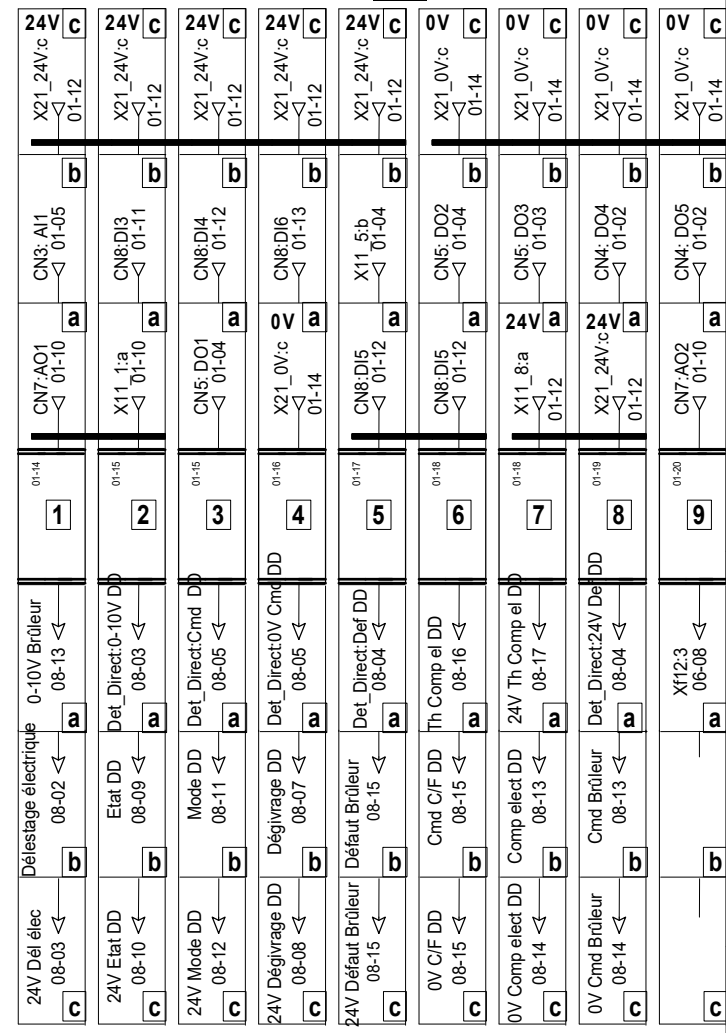 24V c
X21_24V:c
01-12
24V c
X21_24V:c
01-12
24V c
X21_24V:c
01-12
24V c
X21_24V:c
01-12
24V c
X21_24V:c
01-12
0V c
X21_0V:c
01-14
0V c
X21_0V:c
01-14
0V c
X21_0V:c
01-14
0V c
X21_0V:c
01-14
b
CN3: AI1
01-05
b
CN8:DI3
01-11
b
CN8:DI4
01-12
b
CN8:DI6
01-13
b
X11_5:b
01-04
b
CN5: DO2
01-04
b
CN5: DO3
01-03
b
CN4: DO4
01-02
b
CN4: DO5
01-02
a
CN7:AO1
01-10
a
X11_1:a
01-10
a
CN5: DO1
01-04
0V a
X21_0V:c
01-14
a
CN8:DI5
01-12
a
CN8:DI5
01-12
24V a
X11_8:a
01-12
24V a
X21_24V:c
01-12
a
CN7:AO2
01-10
01-14
1
01-15
2
01-15
3
01-16
4
01-17
5
01-18
6
01-18
7
01-19
8
01-20
9
0-10V Brûleur
08-13
a
Det_Direct:0-10V DD
08-03
a
Det_Direct:Cmd DD
08-05
a
Det_Direct:0V Cmd DD
08-05
a
Det_Direct:Def DD
08-04
a
Th Comp el DD
08-16
a
24V Th Comp el DD
08-17
a
Det_Direct:24V Def DD
08-04
a
Xf12:3
06-08
a
Délestage électrique
08-02
b
Etat DD
08-09
b
Mode DD
08-11
b
Dégivrage DD
08-07
b
Défaut Brûleur
08-15
b
Cmd C/F DD
08-15
b
Comp elect DD
08-13
b
Cmd Brûleur
08-13
b
b
24V Dél élec
08-03
c
24V Etat DD
08-10
c
24V Mode DD
08-12
c
24V Dégivrage DD
08-08
c
24V Défaut Brûleur
08-15
c
0V C/F DD
08-15
c
0V Comp elect DD
08-14
c
0V Cmd Brûleur
08-14
c
c